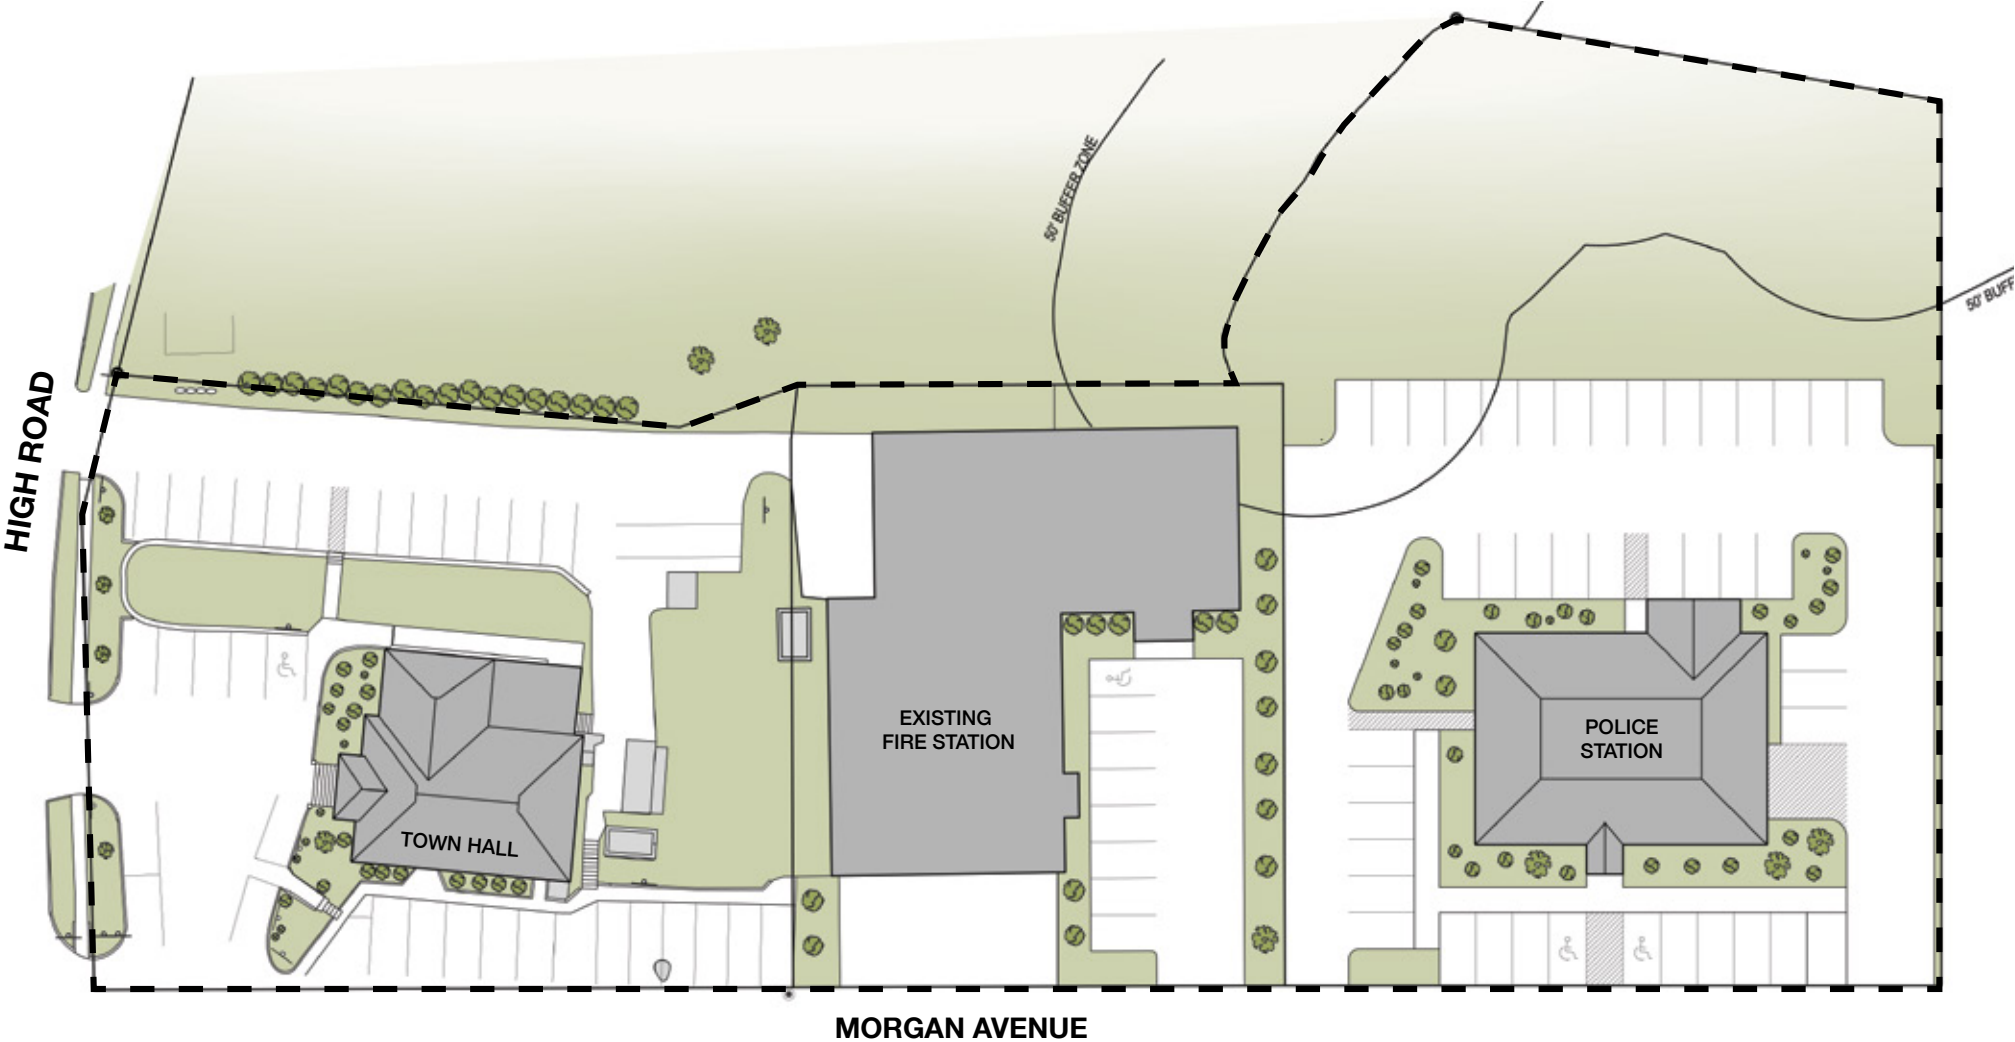 50' BUFFER ZONE
50' BUFF
HIGH ROAD
EXISTING
FIRE STATION
POLICE
STATION
TOWN HALL
MORGAN AVENUE